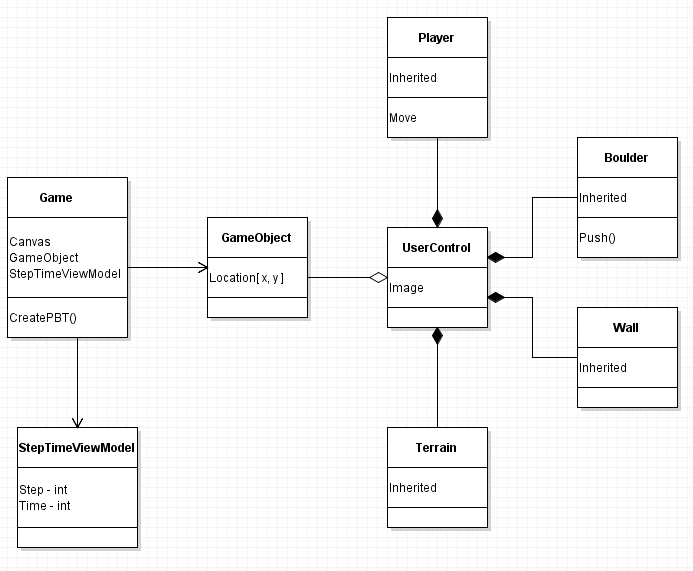 Player
Inherited
Move
Boulder
Inherited
Push()
Game
Canvas
GameObject
StepTimeViewModel
CreatePBT()
GameObject
Location[ x, y ]
UserControl
Image
Wall
Inherited
StepTimeViewModel
Step - int
Time - int
Terrain
Inherited